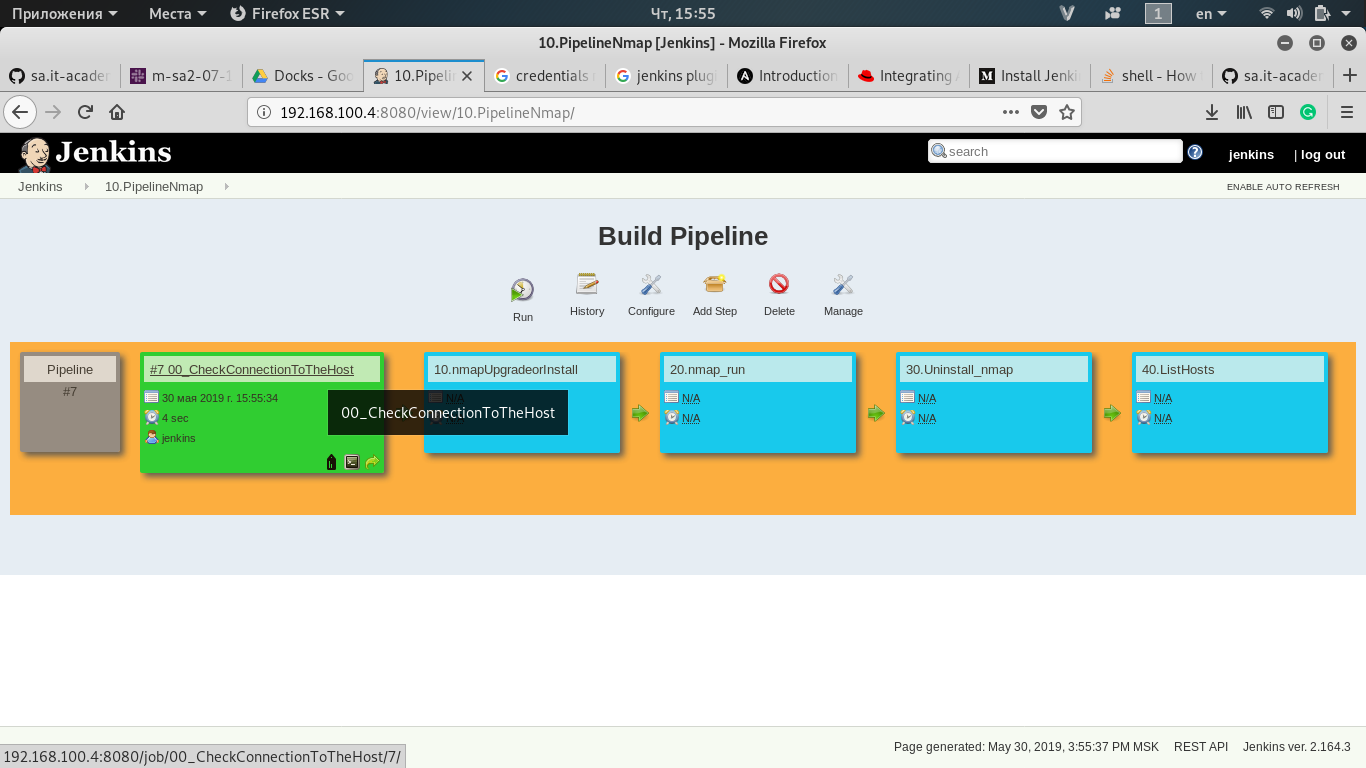 Приложения Места Firefox ESR Чт, 15:55 1 en
10.PipelineNmap [Jenkins] - Mozilla Firefox
sa.it-acader m-sa2-07-1 Docks - Goo 10.Pipelin credentials jenkins plugi Introduction Integrating Install Jenki shell - How sa.it-acader
192.168.100.4:8080/view/10.PipelineNmap/
Jenkins search jenkins | log out
Jenkins 10.PipelineNmap ENABLE AUTO REFRESH
Build Pipeline
Run History Configure Add Step Delete Manage
Pipeline #7 00_CheckConnectionToTheHost 10.nmapUpgradeorInstall 20.nmap_run 30.Uninstall_nmap 40.ListHosts
#7 30 мая 2019 г. 15:55:34 N/A N/A N/A N/A
00_CheckConnectionToTheHost
4 sec N/A N/A N/A
jenkins
Page generated: May 30, 2019, 3:55:37 PM MSK REST API Jenkins ver. 2.164.3
192.168.100.4:8080/job/00_CheckConnectionToTheHost/7/